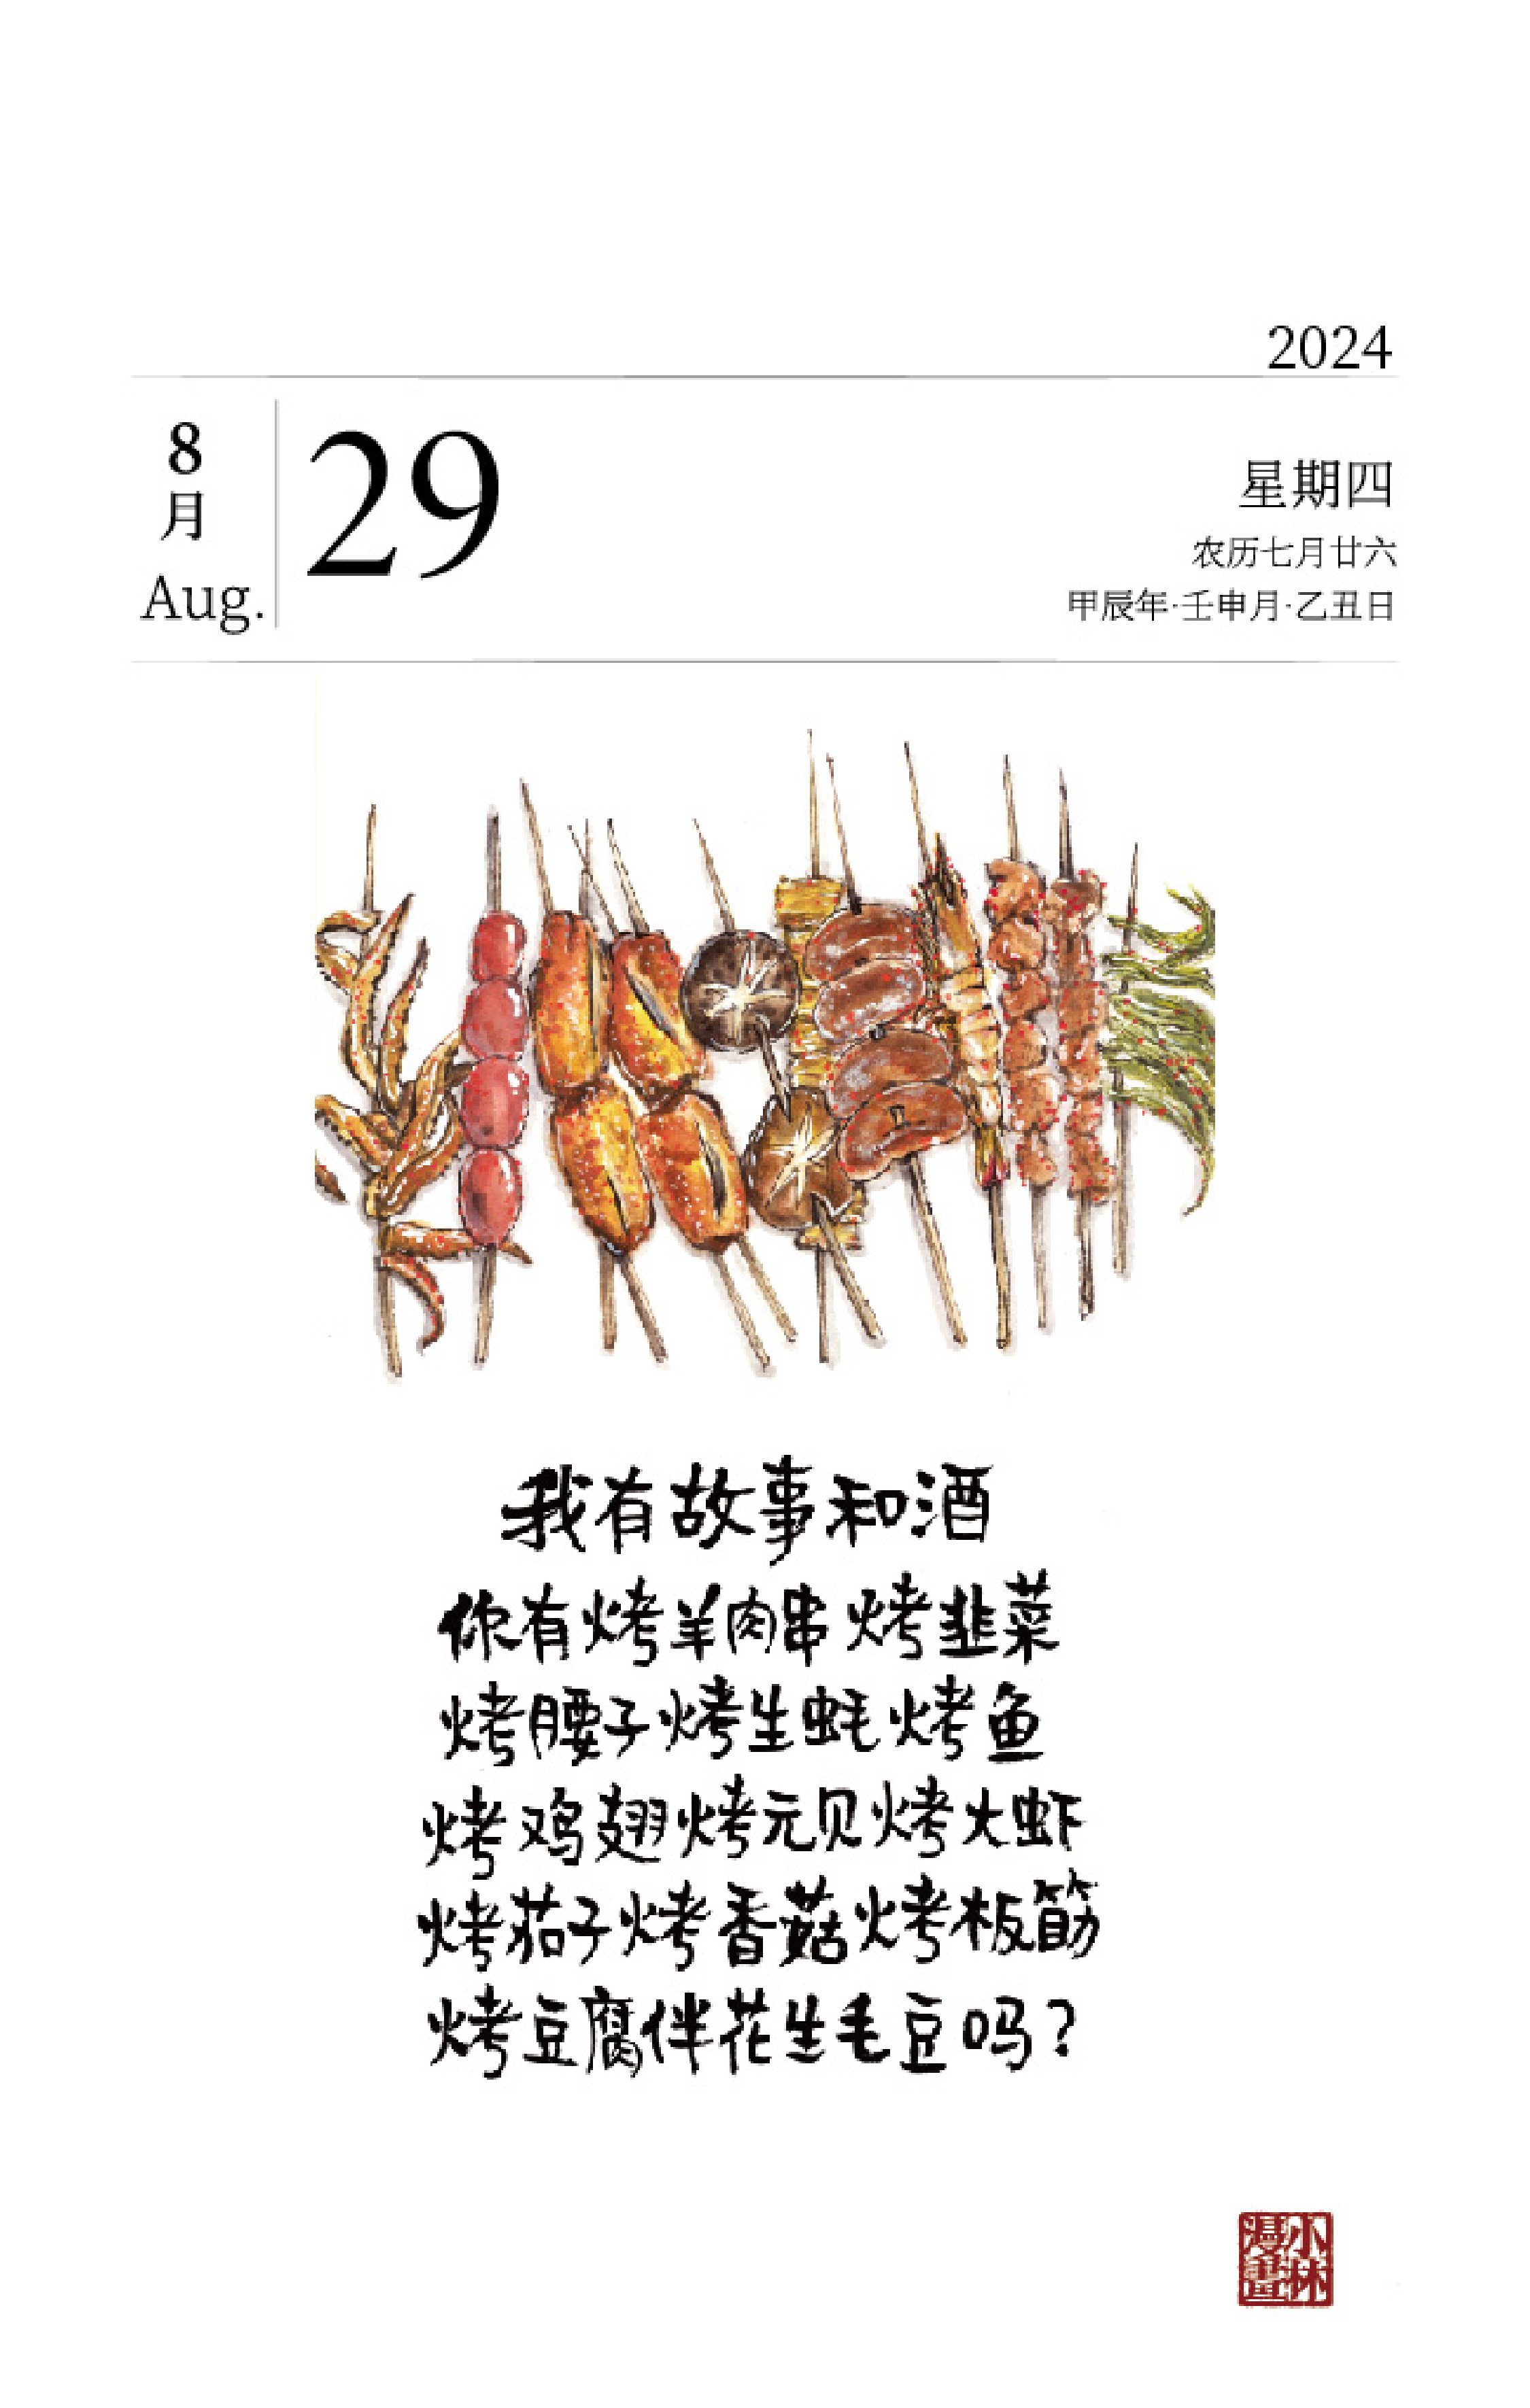 2024
8
月
Aug.
29
星期四
农历七月廿六
甲辰年·壬申月·乙丑日
我有故事和酒
你有烤羊肉串烤韭菜
烤腰子烤生蚝烤鱼
烤鸡翅烤元贝烤大虾
烤茄子烤香菇烤板筋
烤豆腐伴花生毛豆吗？
小林
漫畫